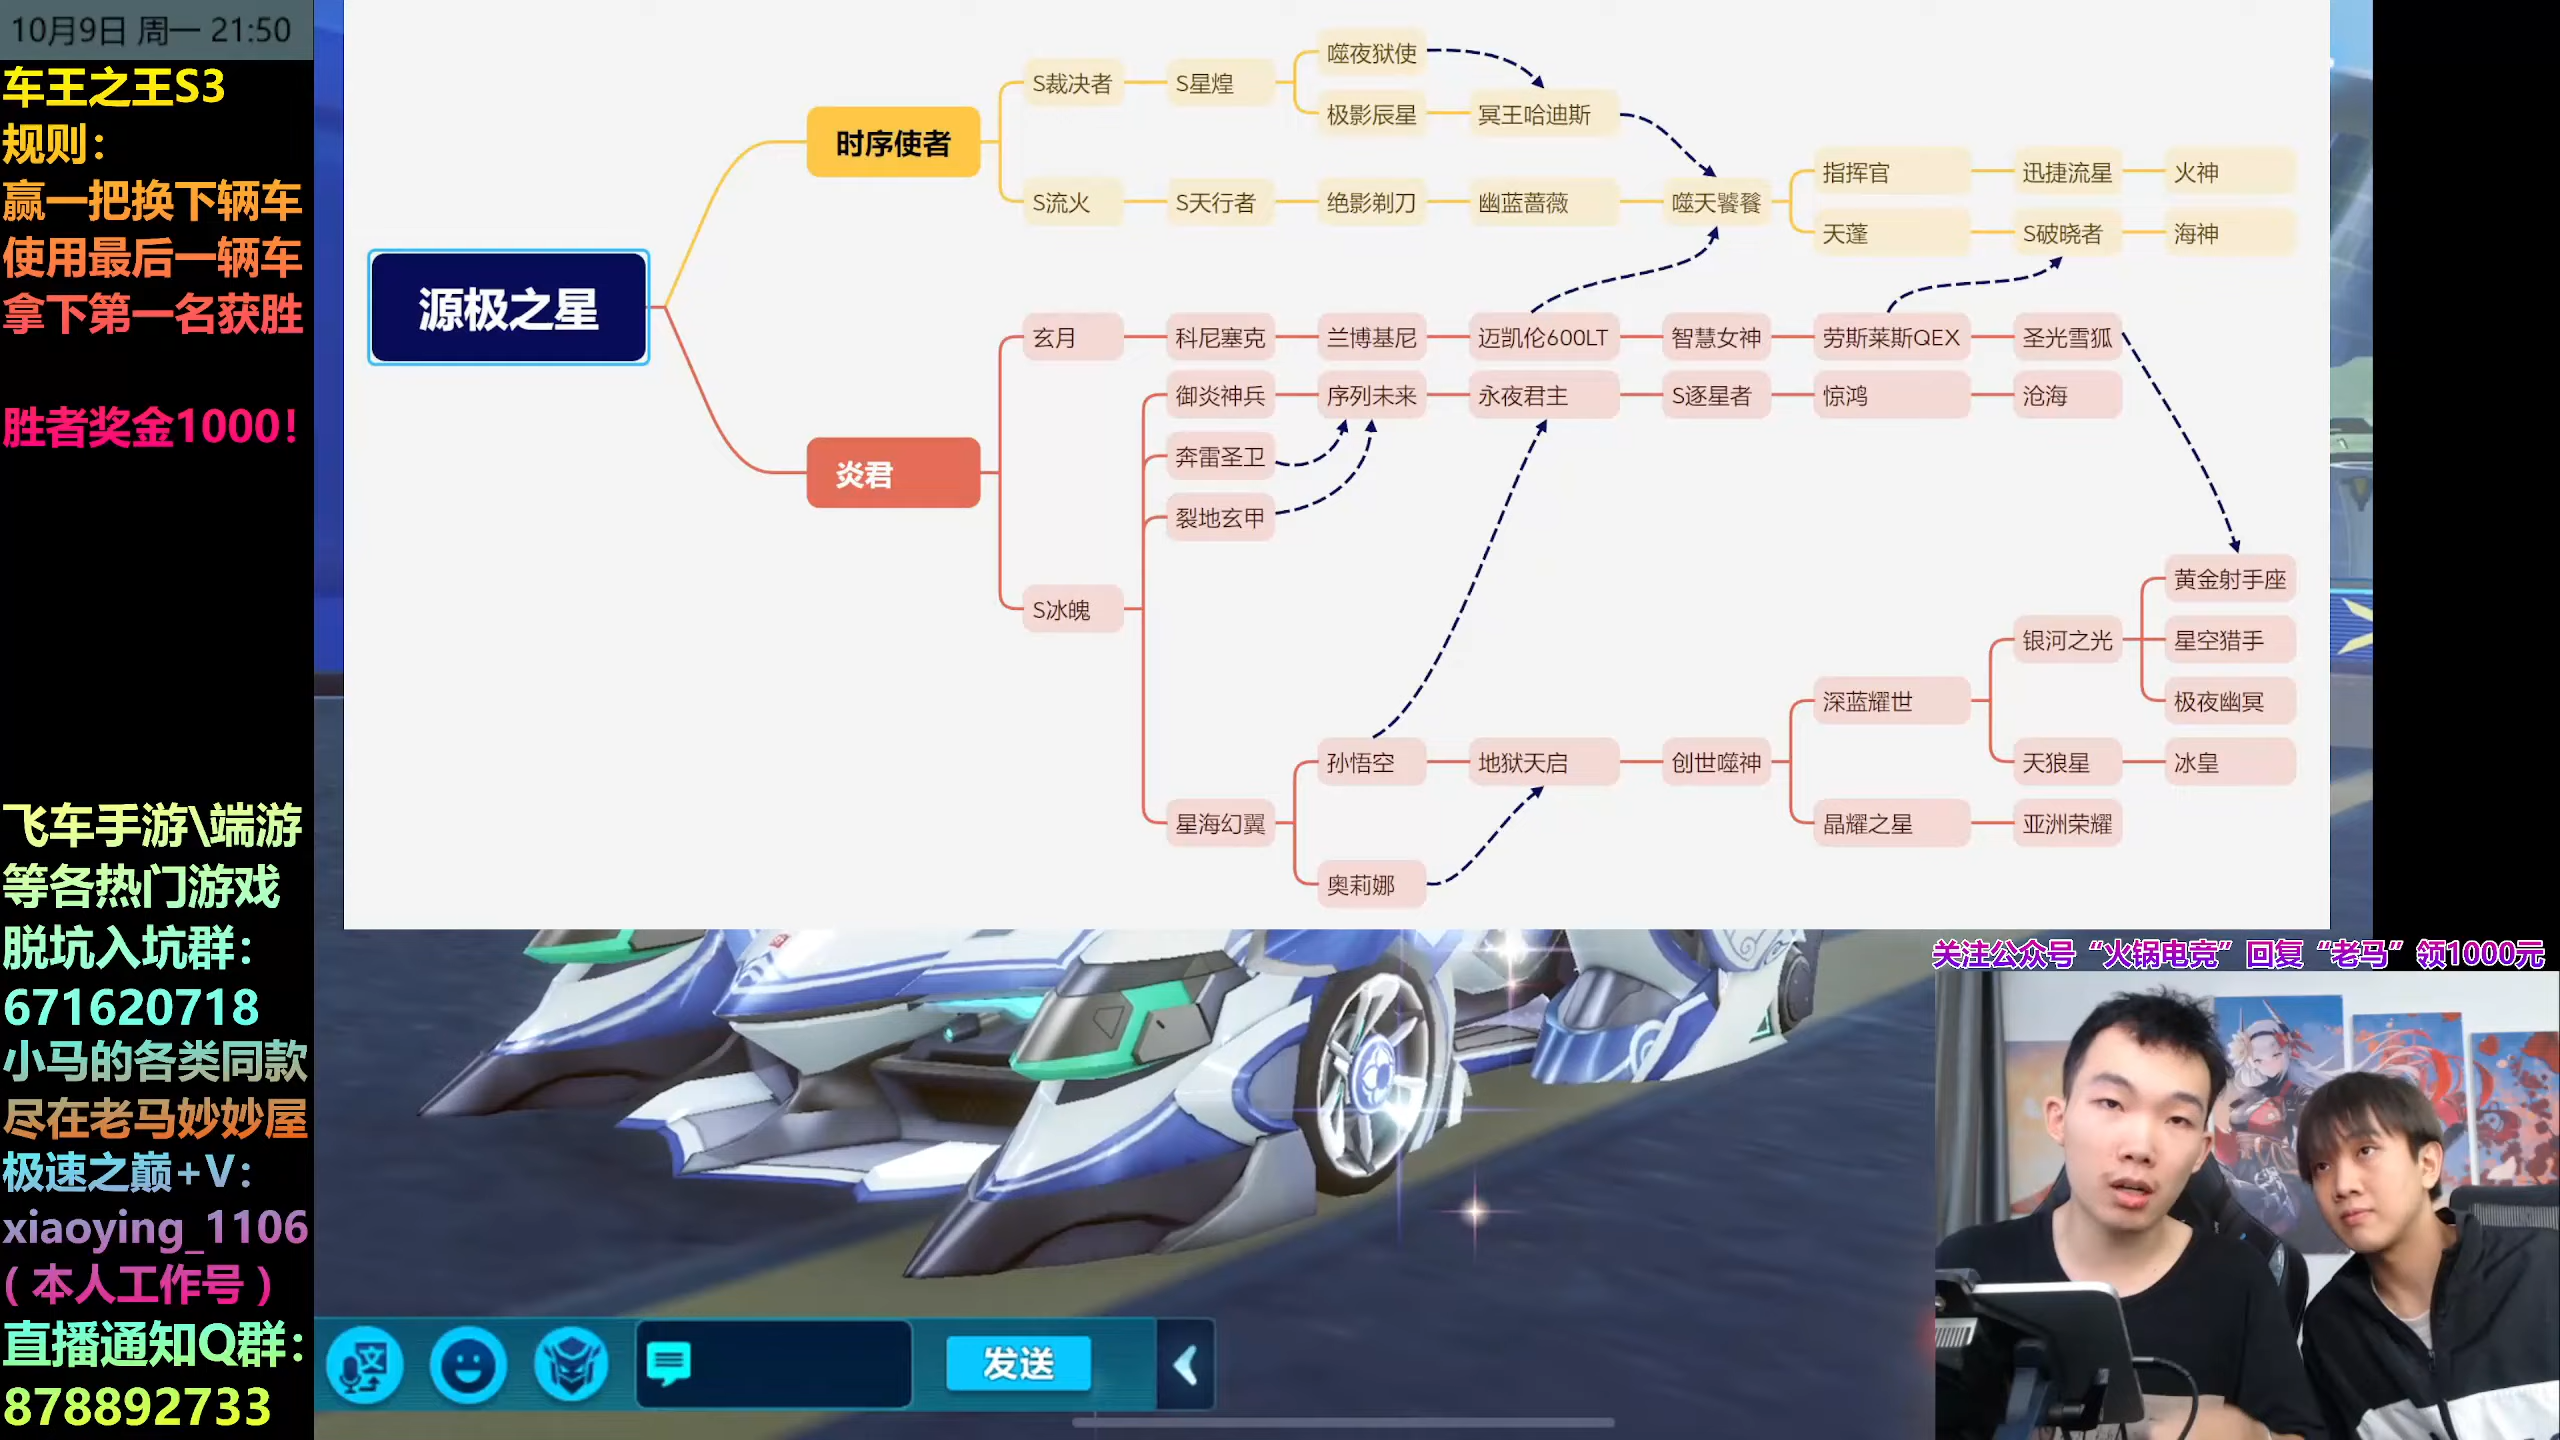 10月9日 周一 21:50
车王之王S3
规则：
赢一把换下辆车
使用最后一辆车
拿下第一名获胜
胜者奖金1000！
飞车手游\端游
等各热门游戏
脱坑入坑群：
671620718
小马的各类同款
尽在老马妙妙屋
极速之巅+V：
xiaoying_1106
（本人工作号）
直播通知Q群：
878892733
源极之星
时序使者
S裁决者
S星煌
噬夜狱使
极影辰星
冥王哈迪斯
S流火
S天行者
绝影剃刀
幽蓝蔷薇
噬天饕餮
指挥官
迅捷流星
火神
天蓬
S破晓者
海神
炎君
玄月
科尼塞克
兰博基尼
迈凯伦600LT
智慧女神
劳斯莱斯QEX
圣光雪狐
S冰魄
御炎神兵
序列未来
永夜君主
S逐星者
惊鸿
沧海
奔雷圣卫
裂地玄甲
星海幻翼
孙悟空
地狱天启
创世噬神
深蓝耀世
银河之光
黄金射手座
星空猎手
极夜幽冥
天狼星
冰皇
晶耀之星
亚洲荣耀
奥莉娜
关注公众号“火锅电竞”回复“老马”领1000元
文
发送